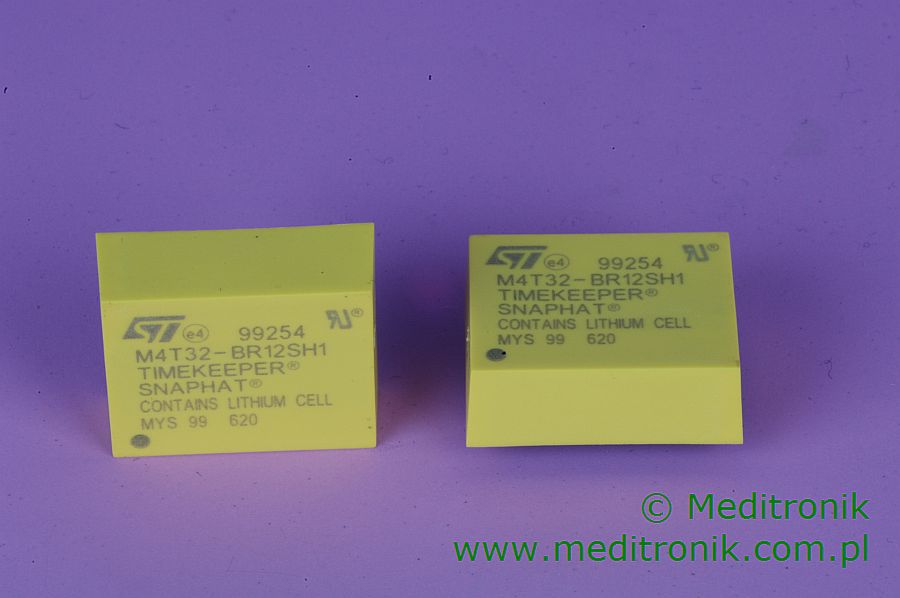 ST e4 99254
M4T32-BR12SH1
TIMEKEEPER®
SNAPHAT®
CONTAINS LITHIUM CELL
MYS 99 620
ST e4 99254
M4T32-BR12SH1
TIMEKEEPER®
SNAPHAT®
CONTAINS LITHIUM CELL
MYS 99 620
© Meditronik
www.meditronik.com.pl